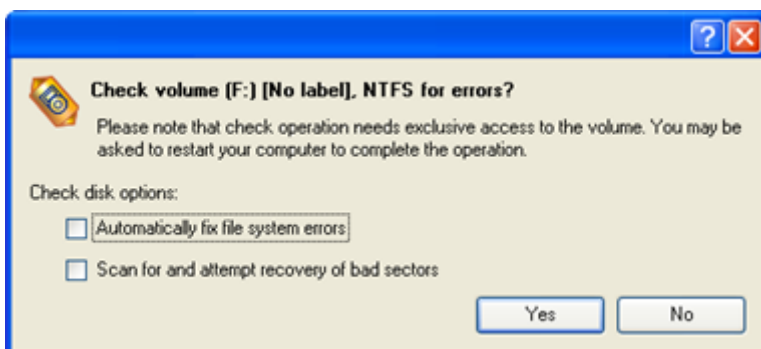 Check volume (F:) [No label], NTFS for errors?
Please note that check operation needs exclusive access to the volume. You may be
asked to restart your computer to complete the operation.
Check disk options:
Automatically fix file system errors
Scan for and attempt recovery of bad sectors
Yes No